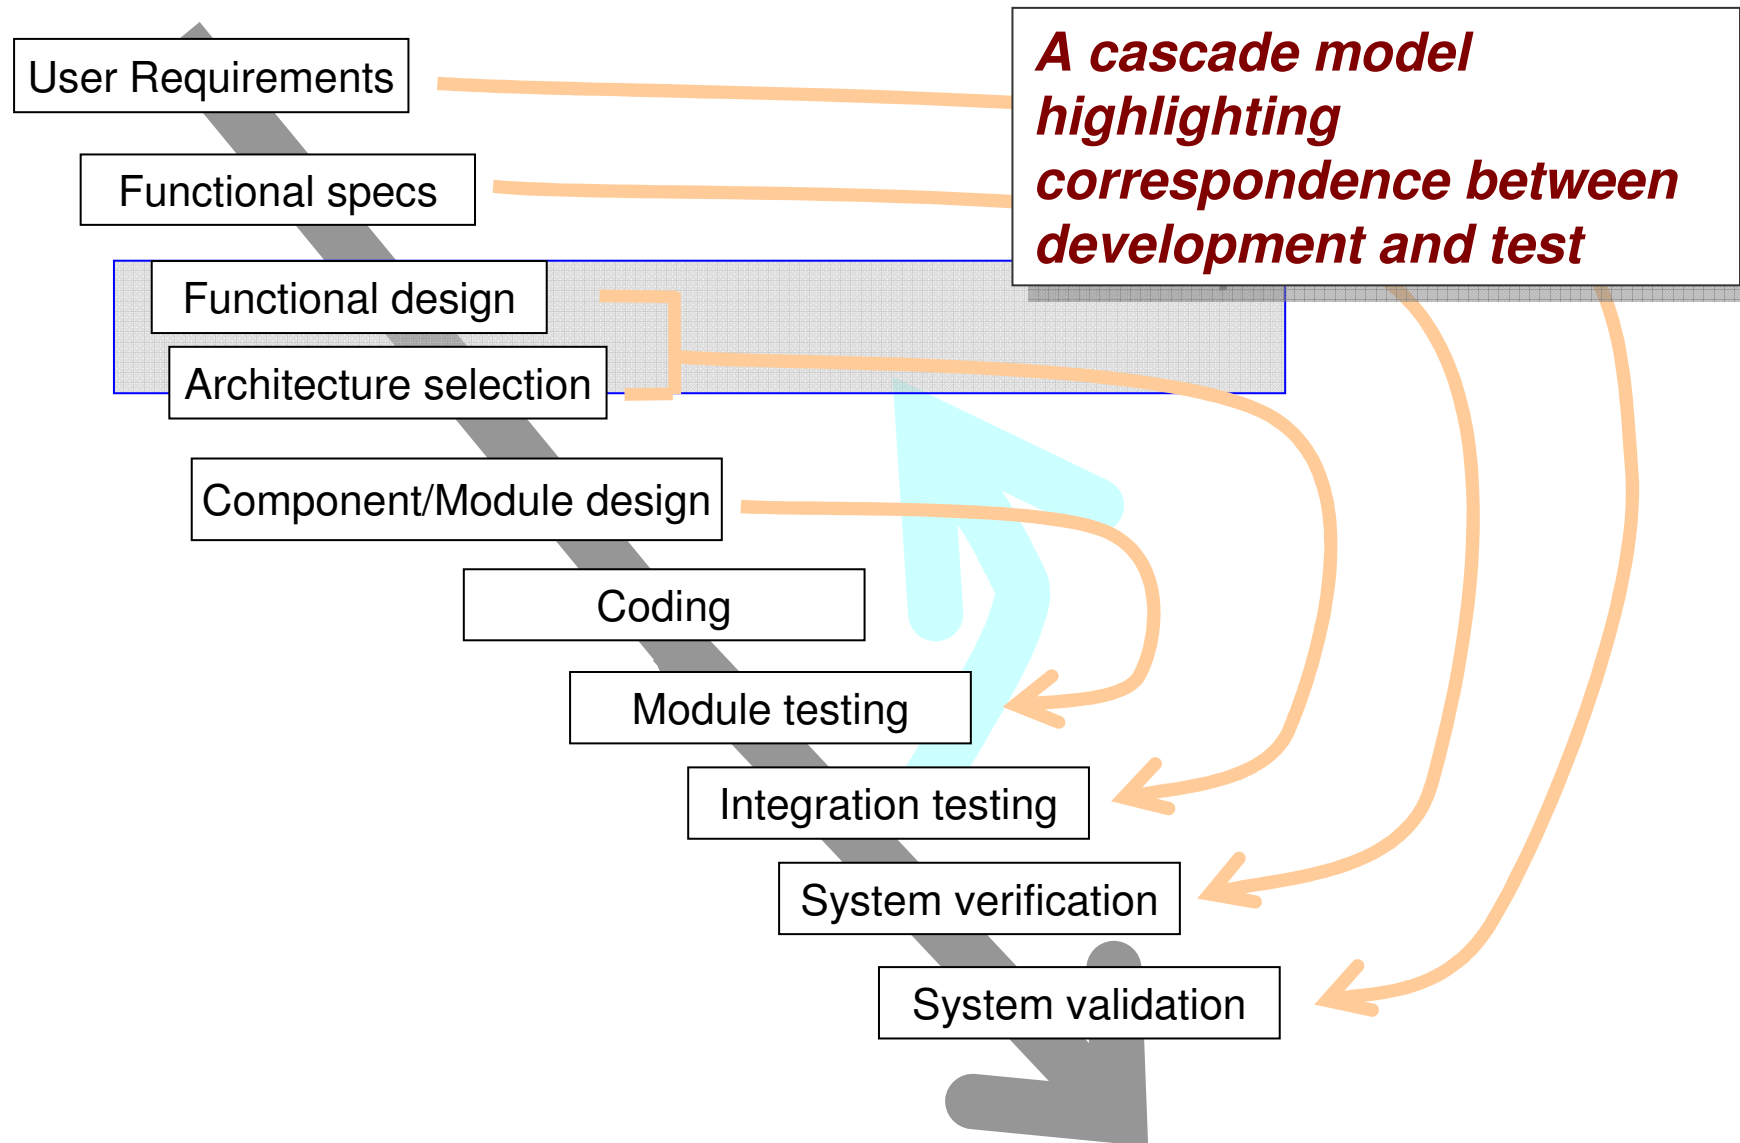 User Requirements
A cascade model
highlighting
correspondence between
development and test
Functional specs
Functional design
Architecture selection
Component/Module design
Coding
Module testing
Integration testing
System verification
System validation